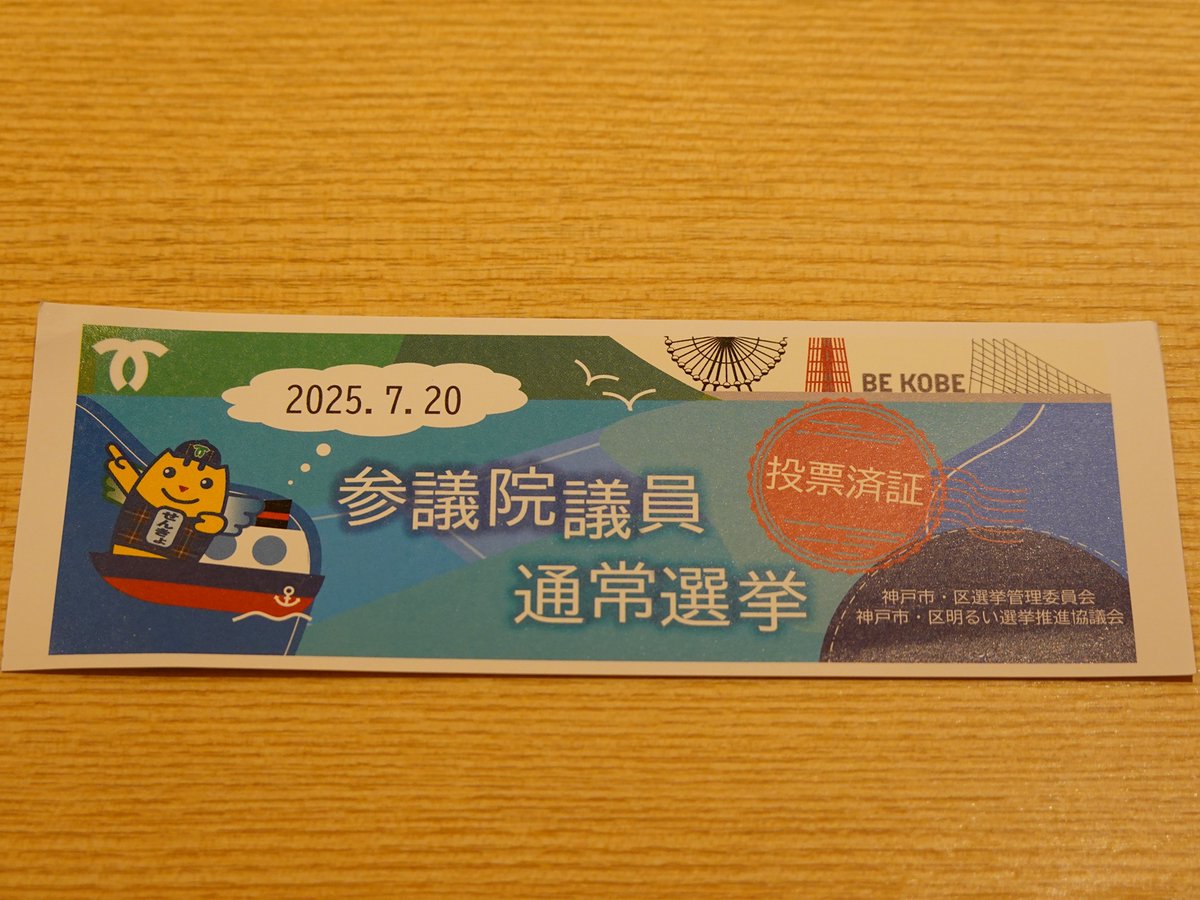 2025.7.20
BE KOBE
参議院議員
通常選挙
投票済証
せんきょ
神戸市・区選挙管理委員会
神戸市・区明るい選挙推進協議会